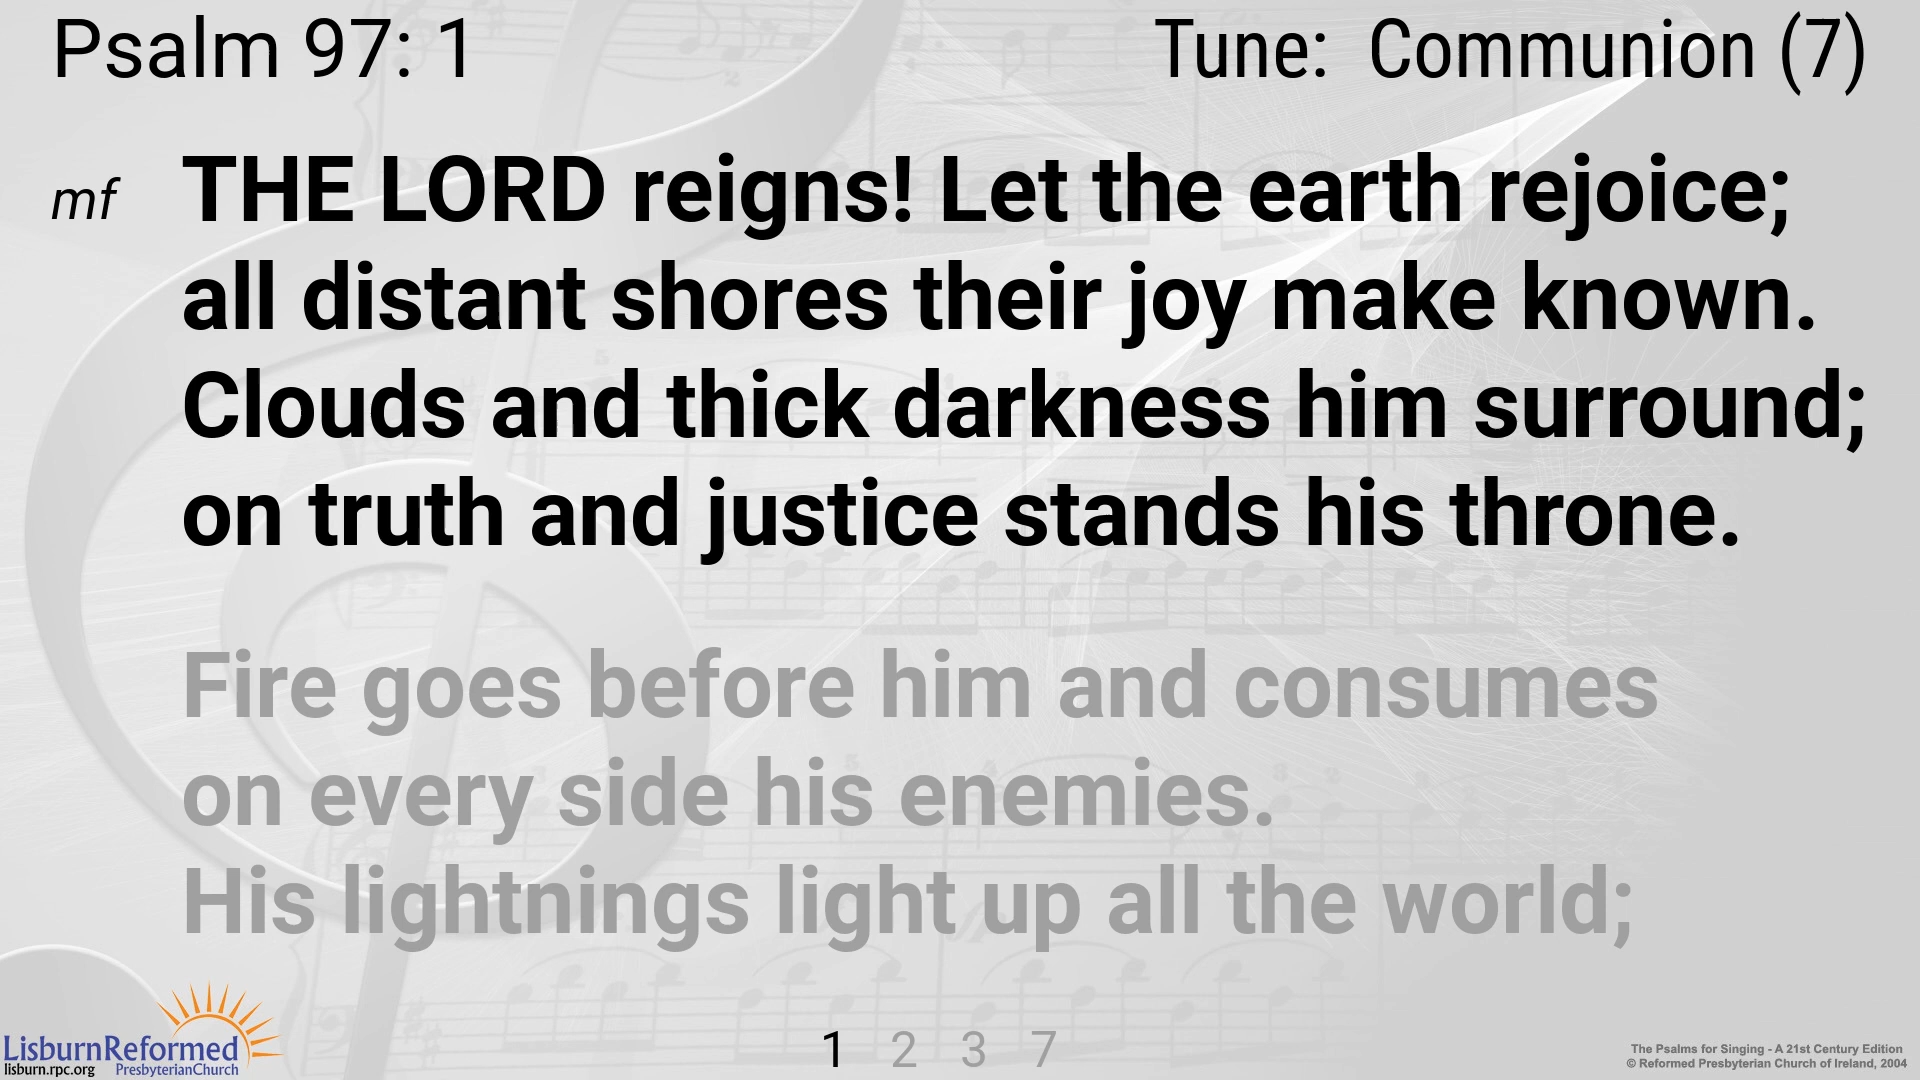 Psalm 97: 1
Tune: Communion (7)
mf THE LORD reigns! Let the earth rejoice;
all distant shores their joy make known.
Clouds and thick darkness him surround;
on truth and justice stands his throne.
Fire goes before him and consumes
on every side his enemies.
His lightnings light up all the world;
LisburnReformed
lisburn.rpc.org PresbyterianChurch
1 2 3 7
The Psalms for Singing - A 21st Century Edition
© Reformed Presbyterian Church of Ireland, 2004